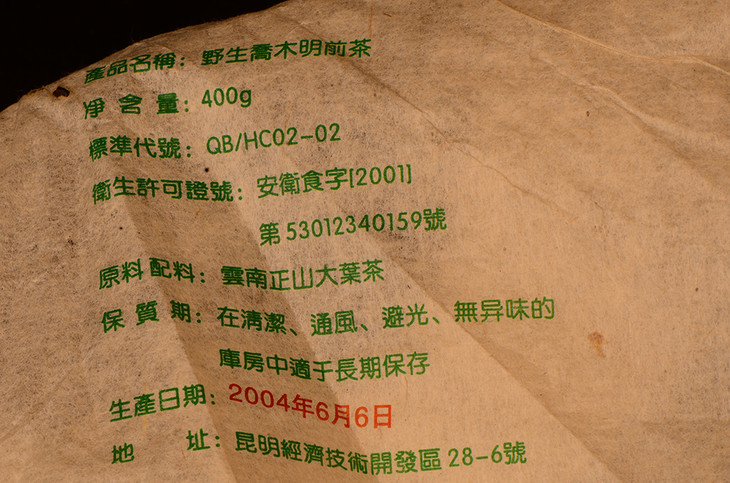 產品名稱：野生喬木明前茶
淨含量：400g
標準代號：QB/HC02-02
衛生許可證號：安衛食字[2001]
第53012340159號
原料配料：雲南正山大葉茶
保質期：在清潔、通風、避光、無异味的
庫房中適于長期保存
生產日期：2004年6月6日
地址：昆明經濟技術開發區28-6號